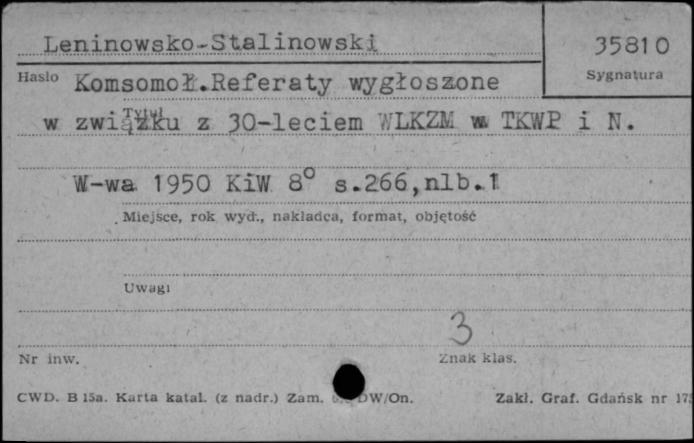 Leninowsko-Stalinowski
35810
Sygnatura
Hasło
Komsomoł.Referaty wygłoszone
Tytuł
w związku z 30-leciem WLKZM w TKWP i N.
W-wa 1950 KiW 8° s.266,nlb.1
Miejsce, rok wyd., nakładca, format, objętość
Uwagi
3
Nr inw.
Znak klas.
CWD. B 15a. Karta katal. (z nadr.) Zam. DW/On.
Zakł. Graf. Gdańsk nr